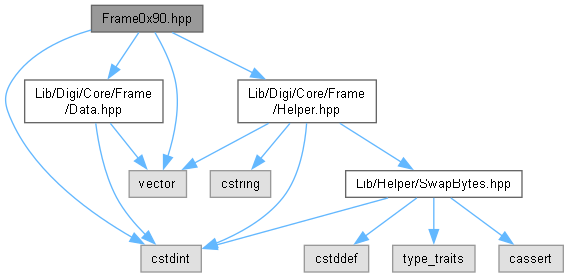 Frame0x90.hpp
Lib/Digi/Core/Frame
/Data.hpp
Lib/Digi/Core/Frame
/Helper.hpp
vector
cstring
Lib/Helper/SwapBytes.hpp
cstdint
cstddef
type_traits
cassert